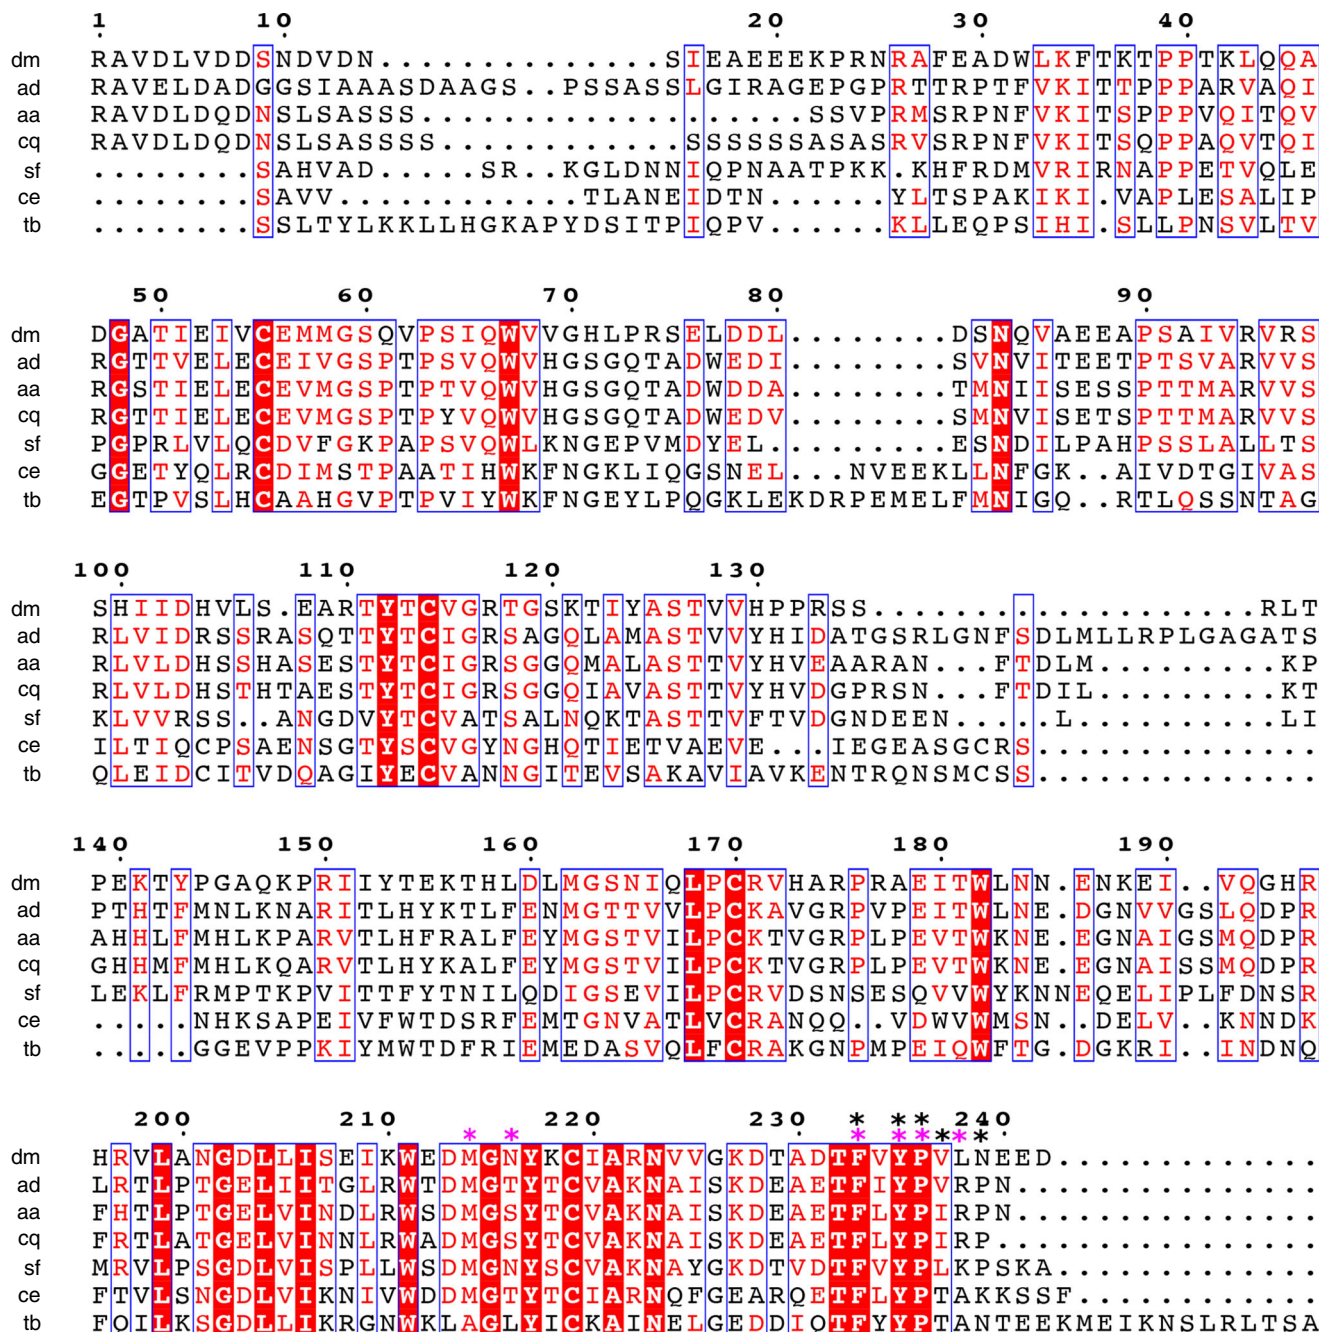 1 10 20 30 40
dm RAVDLVDDSNDVDN..............SIEAEEEKPRNRAFEADWLKFTKTPPTKLQQA
ad RAVELDADGGSIAAASDAAGS..PSSASSLGIRAGEPGPRTTRPTFVKITTPPPARVAQI
aa RAVDLDQDNSLSASSS...................SSVPRMSRPNFVKITSPPPVQITQV
cq RAVDLDQDNSLSASSSS............SSSSSSASASRVSRPNFVKITSQPPAQVTQI
sf ........SAHVAD.....SR..KGLDNNIQPNAATPKK.KHFRDMVRIRNAPPETVQLE
ce ........SAVV............TLANEIDTN......YLTSPAKIKI.VAPLESALIP
tb ........SSLTYLKKLLHGKAPYDSITPIQPV......KLLEQPSIHI.SLLPNSVLTV
50 60 70 80 90
dm DGATIEIVCEMMGSQVPSIQWVVGHLPRSELDDL........DSNQVAEEAPSAIVRVRS
ad RGTTVELECEIVGSPTPSVQWVHGSGQTADWEDI........SVNVITEETPTSVARVVS
aa RGSTIELECEVMGSPTPTVQWVHGSGQTADWDDA........TMNIISESSPTTMARVVS
cq RGTTIELECEVMGSPTPYVQWVHGSGQTADWEDV........SMNVISETSPTTMARVVS
sf PGPRLVLQCDVFGKPAPSVQWLKNGEPVMDYEL.........ESNDILPAHPSSLALLTS
ce GGETYQLRCDIMSTPAATIHWKFNGKLIQGSNEL...NVEEKLLNFGK..AIVDTGIVAS
tb EGTPVSLHCAAHGVPTPVIYWKFNGEYLPQGKLEKDRPEMELFMNIGQ..RTLQSSNTAG
100 110 120 130
dm SHIIDHVLS.EARTYTCVGRTGSKTIYASTVVHPPRSS...................RLT
ad RLVIDRSSRASQTTYTCIGRSAGQLAMASTVVYHIDATGSRLGNFSDLMLLRPLGAGATS
aa RLVLDHSSHASESTYTCIGRSGGQMALASTTVYHVEAARAN...FTDLM.........KP
cq RLVLDHSTHTAESTYTCIGRSGGQIAVASTTVYHVDGPRSN...FTDIL.........KT
sf KLVVRSS..ANGDVYTCVATSALNQKTASTTVFTVDGNDEEN.....L..........LI
ce ILTIQCPSAENSGTYSCVGYNGHQTIETVAEVE...IEGEASGCRS..............
tb QLEIDCITVDQAGIYECVANNGITEVSAKAVIAVKENTRQNSMCSS..............
140 150 160 170 180 190
dm PEKTYPGAQKPRIIYTEKTHLDLMGSNIQLPCRVHARPRAEITWLNN.ENKEI..VQGHR
ad PTHTFMNLKNARITLHYKTLFENMGTTVVLPCKAVGRPVPEITWLNE.DGNVVGSLQDPR
aa AHHLFMHLKPARVTLHFRALFEYMGSTVILPCKTVGRPLPEVTWKNE.EGNAIGSMQDPR
cq GHHMFMHLKQARVTLHYKALFEYMGSTVILPCKTVGRPLPEVTWKNE.EGNAISSMQDPR
sf LEKLFRMPTKPVITTFYTNILQDIGSEVILPCRVDSNSESQVVWYKNNEQELIPLFDNSR
ce .....NHKSAPEIVFWTDSRFEMTGNVATLVCRANQQ..VDWVWMSN..DELV..KNNDK
tb .....GGEVPPKIYMWTDFRIEMEDASVQLFCRAKGNPMPEIQWFTG.DGKRI..INDNQ
200 210 220 230 240
* * * * * * *
* * * *
dm HRVLANGDLLISEIKWEDMGNYKCIARNVVGKDTADTFVYPVLNEED.............
ad LRTLPTGELIITGLRWTDMGTYTCVAKNAISKDEAETFIYPVRPN...............
aa FHTLPTGELVINDLRWSDMGSYTCVAKNAISKDEAETFLYPIRPN...............
cq FRTLATGELVINNLRWADMGSYTCVAKNAISKDEAETFLYPIRP................
sf MRVLPSGDLVISPLLWSDMGNYSCVAKNAYGKDTVDTFVYPLKPSKA.............
ce FTVLSNGDLVIKNIVWDDMGTYTCIARNQFGEARQETFLYPTAKKSSF............
tb FQILKSGDLLIKRGNWKLAGLYICKAINELGEDDIQTFYYPTANTEEKMEIKNSLRLTSA